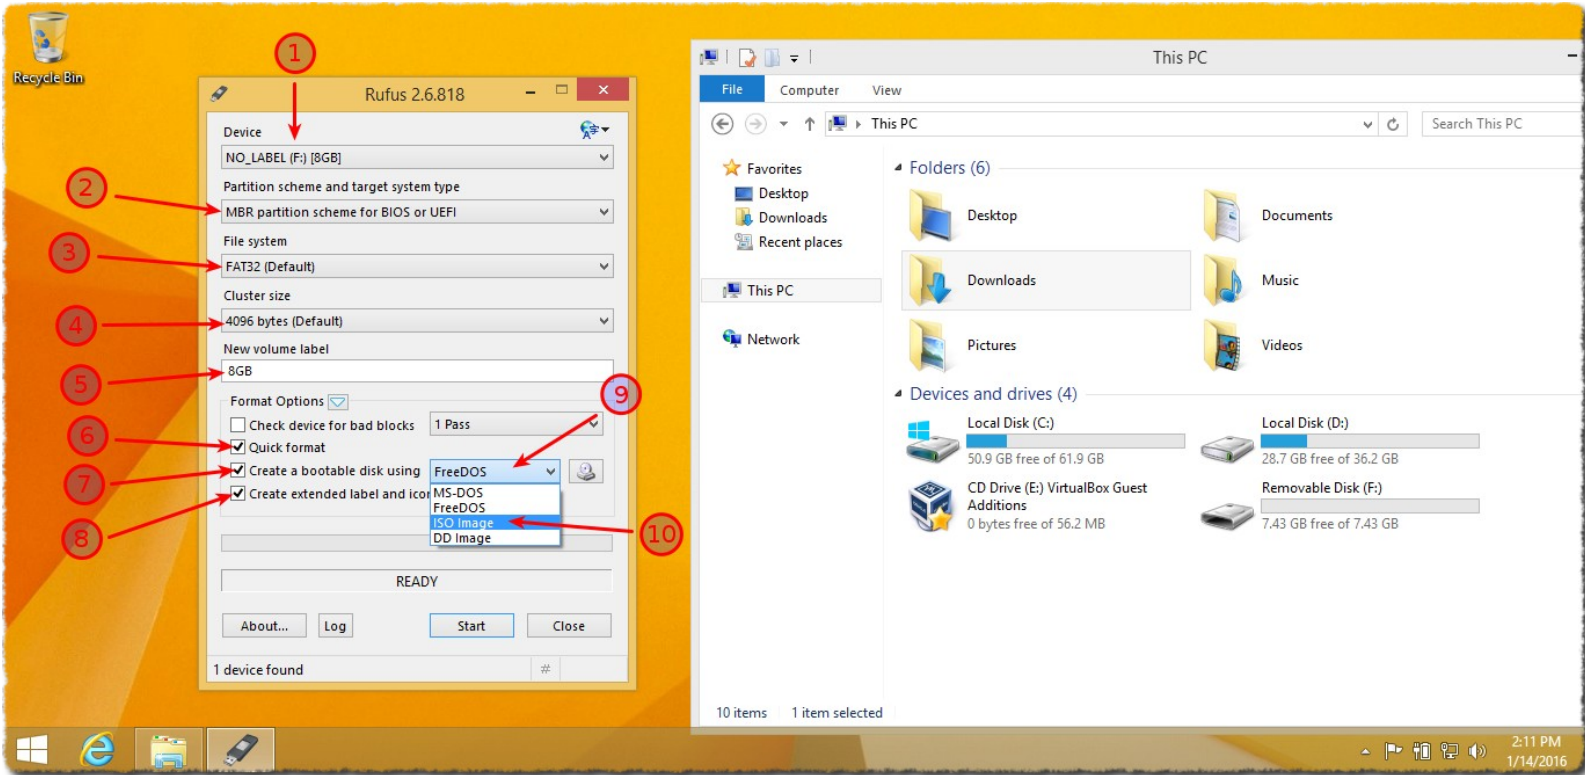 Recycle Bin
1
Rufus 2.6.818
Device
NO_LABEL (F:) [8GB]
2
Partition scheme and target system type
MBR partition scheme for BIOS or UEFI
3
File system
FAT32 (Default)
4
Cluster size
4096 bytes (Default)
5
New volume label
8GB
Format Options
9
Check device for bad blocks
1 Pass
6
Quick format
7
Create a bootable disk using
FreeDOS
8
Create extended label and icon
MS-DOS
FreeDOS
ISO Image
DD Image
10
READY
About...
Log
Start
Close
1 device found
#
This PC
File
Computer
View
This PC
Search This PC
Favorites
Desktop
Downloads
Recent places
This PC
Network
Folders (6)
Desktop
Documents
Downloads
Music
Pictures
Videos
Devices and drives (4)
Local Disk (C:)
50.9 GB free of 61.9 GB
Local Disk (D:)
28.7 GB free of 36.2 GB
CD Drive (E:) VirtualBox Guest
Additions
0 bytes free of 56.2 MB
Removable Disk (F:)
7.43 GB free of 7.43 GB
10 items
1 item selected
2:11 PM
1/14/2016